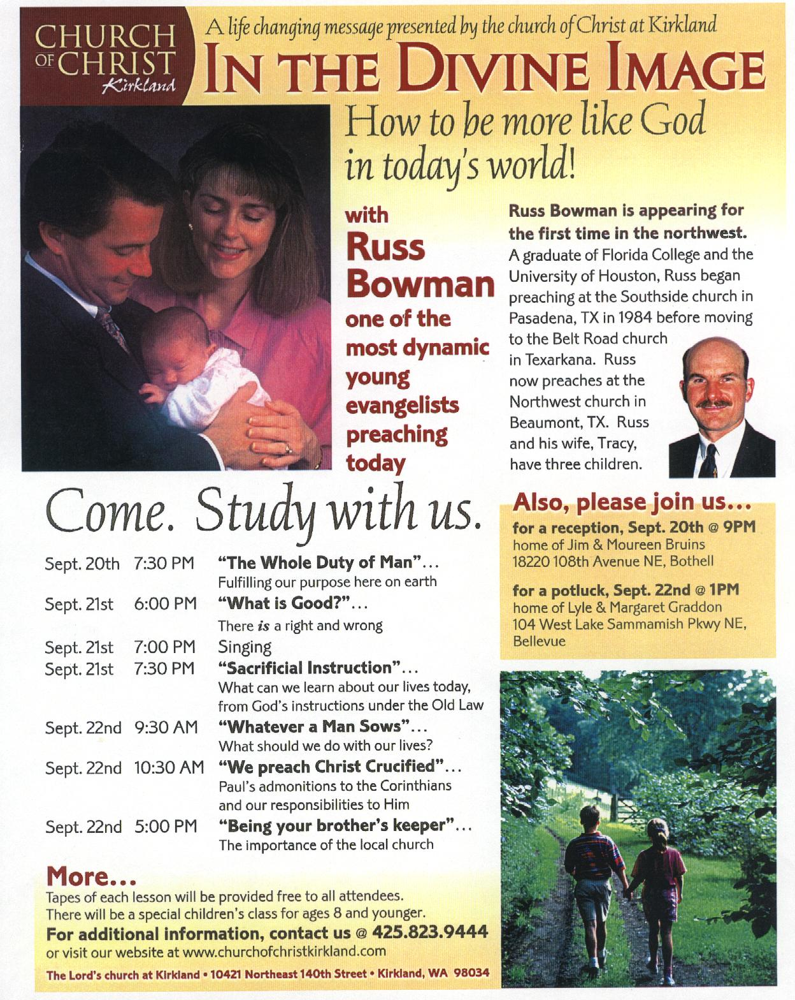 CHURCH
OF CHRIST
Kirkland
A life changing message presented by the church of Christ at Kirkland
IN THE DIVINE IMAGE
How to be more like God
in today's world!
with
Russ
Bowman
one of the
most dynamic
young
evangelists
preaching
today
Russ Bowman is appearing for
the first time in the northwest.
A graduate of Florida College and the
University of Houston, Russ began
preaching at the Southside church in
Pasadena, TX in 1984 before moving
to the Belt Road church
in Texarkana. Russ
now preaches at the
Northwest church in
Beaumont, TX. Russ
and his wife, Tracy,
have three children.
Come. Study with us.
Sept. 20th 7:30 PM "The Whole Duty of Man"...
Fulfilling our purpose here on earth
Sept. 21st 6:00 PM "What is Good?"...
There is a right and wrong
Sept. 21st 7:00 PM Singing
Sept. 21st 7:30 PM "Sacrificial Instruction"...
What can we learn about our lives today,
from God's instructions under the Old Law
Sept. 22nd 9:30 AM "Whatever a Man Sows"...
What should we do with our lives?
Sept. 22nd 10:30 AM "We preach Christ Crucified"...
Paul's admonitions to the Corinthians
and our responsibilities to Him
Sept. 22nd 5:00 PM "Being your brother's keeper"...
The importance of the local church
Also, please join us...
for a reception, Sept. 20th @ 9PM
home of Jim & Moureen Bruins
18220 108th Avenue NE, Bothell
for a potluck, Sept. 22nd @ 1PM
home of Lyle & Margaret Graddon
104 West Lake Sammamish Pkwy NE,
Bellevue
More...
Tapes of each lesson will be provided free to all attendees.
There will be a special children's class for ages 8 and younger.
For additional information, contact us @ 425.823.9444
or visit our website at www.churchofchristkirkland.com
The Lord's church at Kirkland • 10421 Northeast 140th Street • Kirkland, WA 98034